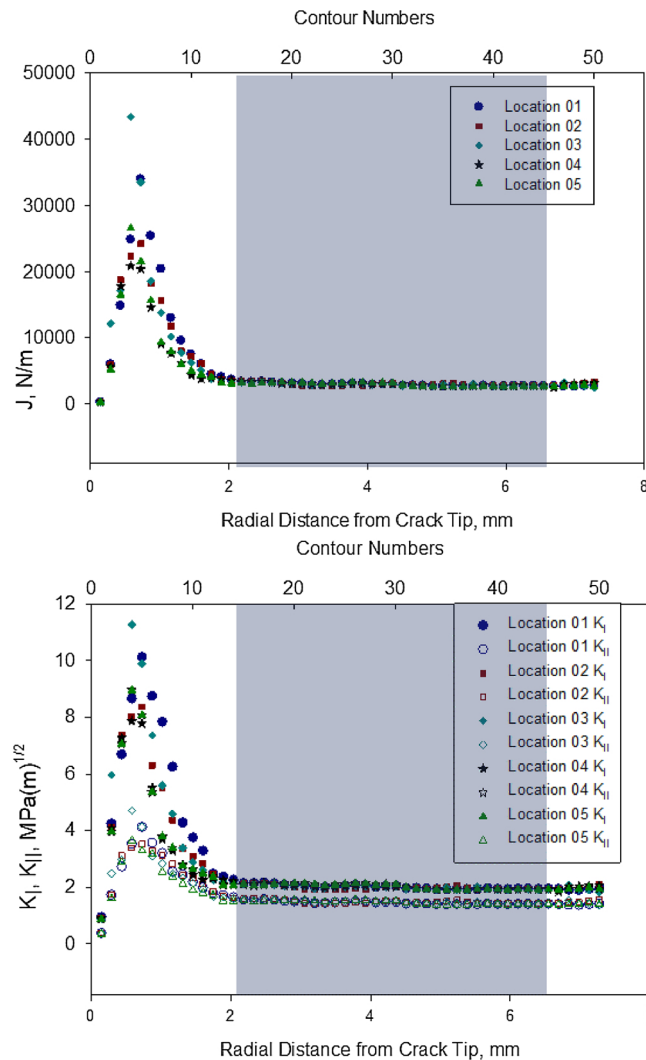 Contour Numbers
0 10 20 30 40 50
50000
40000
30000
20000
10000
0
J, N/m
Location 01
Location 02
Location 03
Location 04
Location 05
0 2 4 6 8
Radial Distance from Crack Tip, mm
Contour Numbers
0 10 20 30 40 50
12
10
8
6
4
2
0
K|, K||, MPa(m)1/2
Location 01 KI
Location 01 KII
Location 02 KI
Location 02 KII
Location 03 KI
Location 03 KII
Location 04 KI
Location 04 KII
Location 05 KI
Location 05 KII
0 2 4 6
Radial Distance from Crack Tip, mm